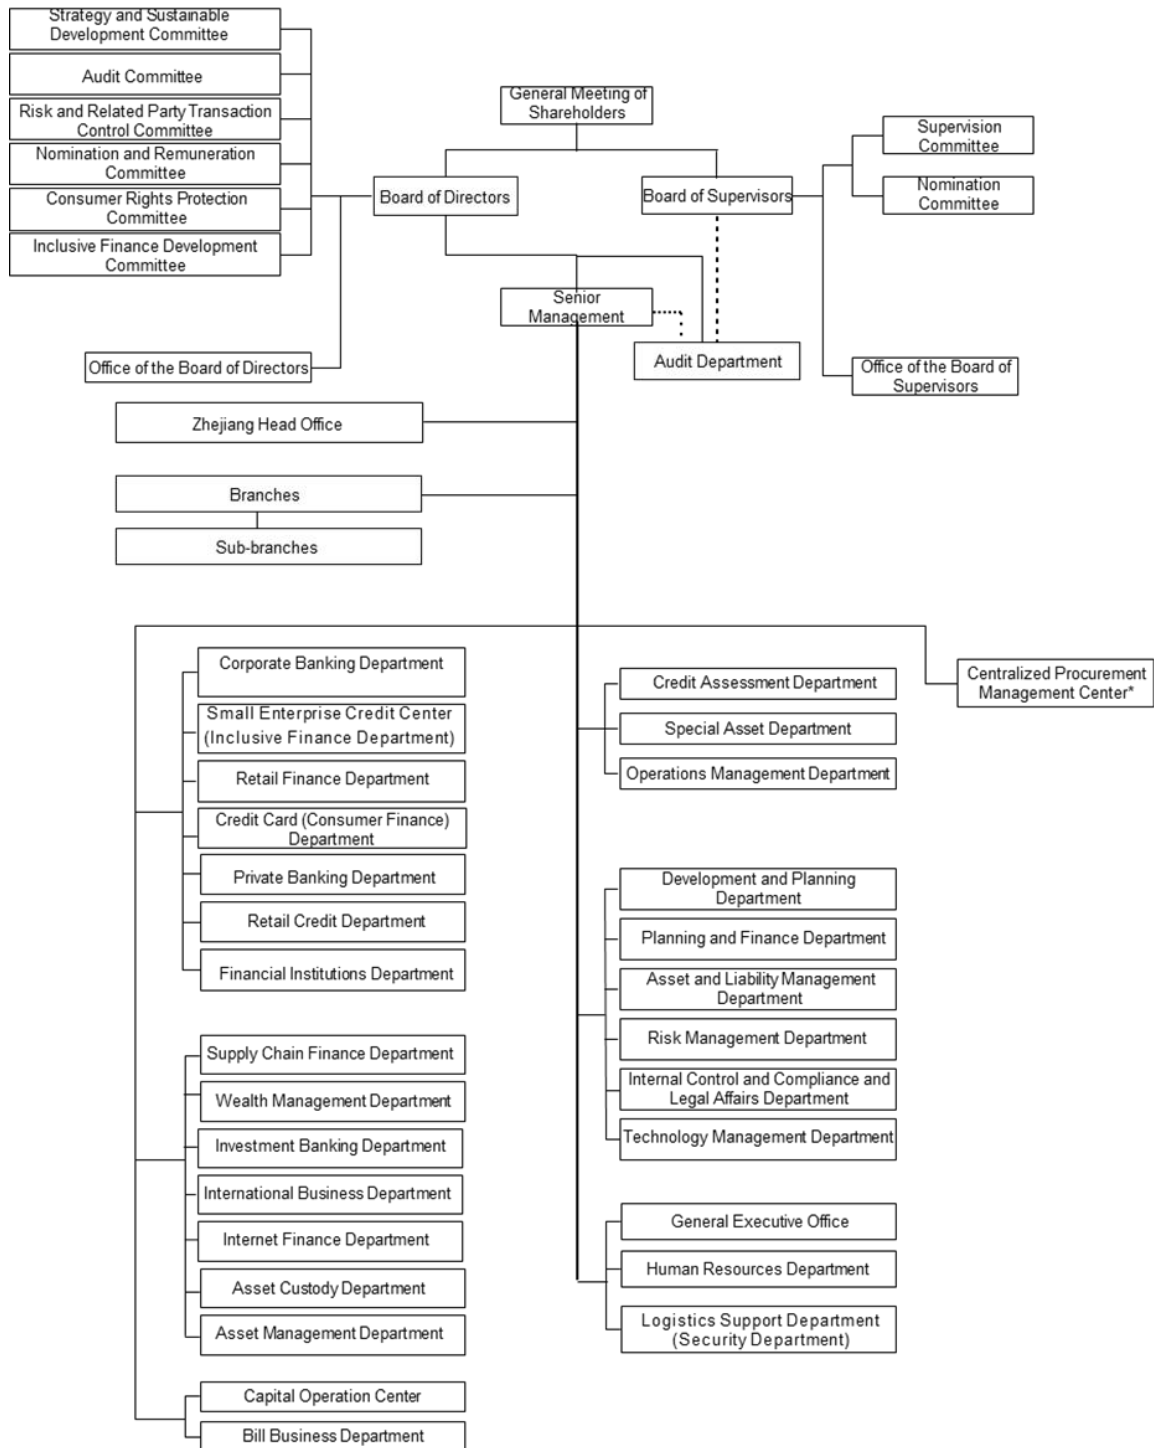 Strategy and Sustainable
Development Committee
Audit Committee
Risk and Related Party Transaction
Control Committee
Nomination and Remuneration
Committee
Consumer Rights Protection
Committee
Inclusive Finance Development
Committee
General Meeting of
Shareholders
Board of Directors
Board of Supervisors
Supervision
Committee
Nomination
Committee
Senior
Management
Audit Department
Office of the Board of Directors
Office of the Board of
Supervisors
Zhejiang Head Office
Branches
Sub-branches
Corporate Banking Department
Small Enterprise Credit Center
(Inclusive Finance Department)
Retail Finance Department
Credit Card (Consumer Finance)
Department
Private Banking Department
Retail Credit Department
Financial Institutions Department
Supply Chain Finance Department
Wealth Management Department
Investment Banking Department
International Business Department
Internet Finance Department
Asset Custody Department
Asset Management Department
Capital Operation Center
Bill Business Department
Credit Assessment Department
Special Asset Department
Operations Management Department
Development and Planning
Department
Planning and Finance Department
Asset and Liability Management
Department
Risk Management Department
Internal Control and Compliance and
Legal Affairs Department
Technology Management Department
General Executive Office
Human Resources Department
Logistics Support Department
(Security Department)
Centralized Procurement
Management Center*